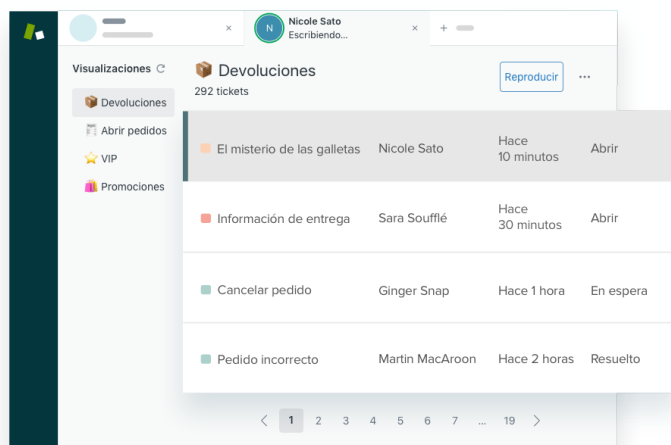 Nicole Sato
N
Escribiendo...
Visualizaciones
Devoluciones
292 tickets
Reproducir
Devoluciones
Abrir pedidos
VIP
Promociones
El misterio de las galletas Nicole Sato Hace 10 minutos Abrir
Información de entrega Sara Soufflé Hace 30 minutos Abrir
Cancelar pedido Ginger Snap Hace 1 hora En espera
Pedido incorrecto Martin MacAroon Hace 2 horas Resuelto
1 2 3 4 5 6 7 ... 19